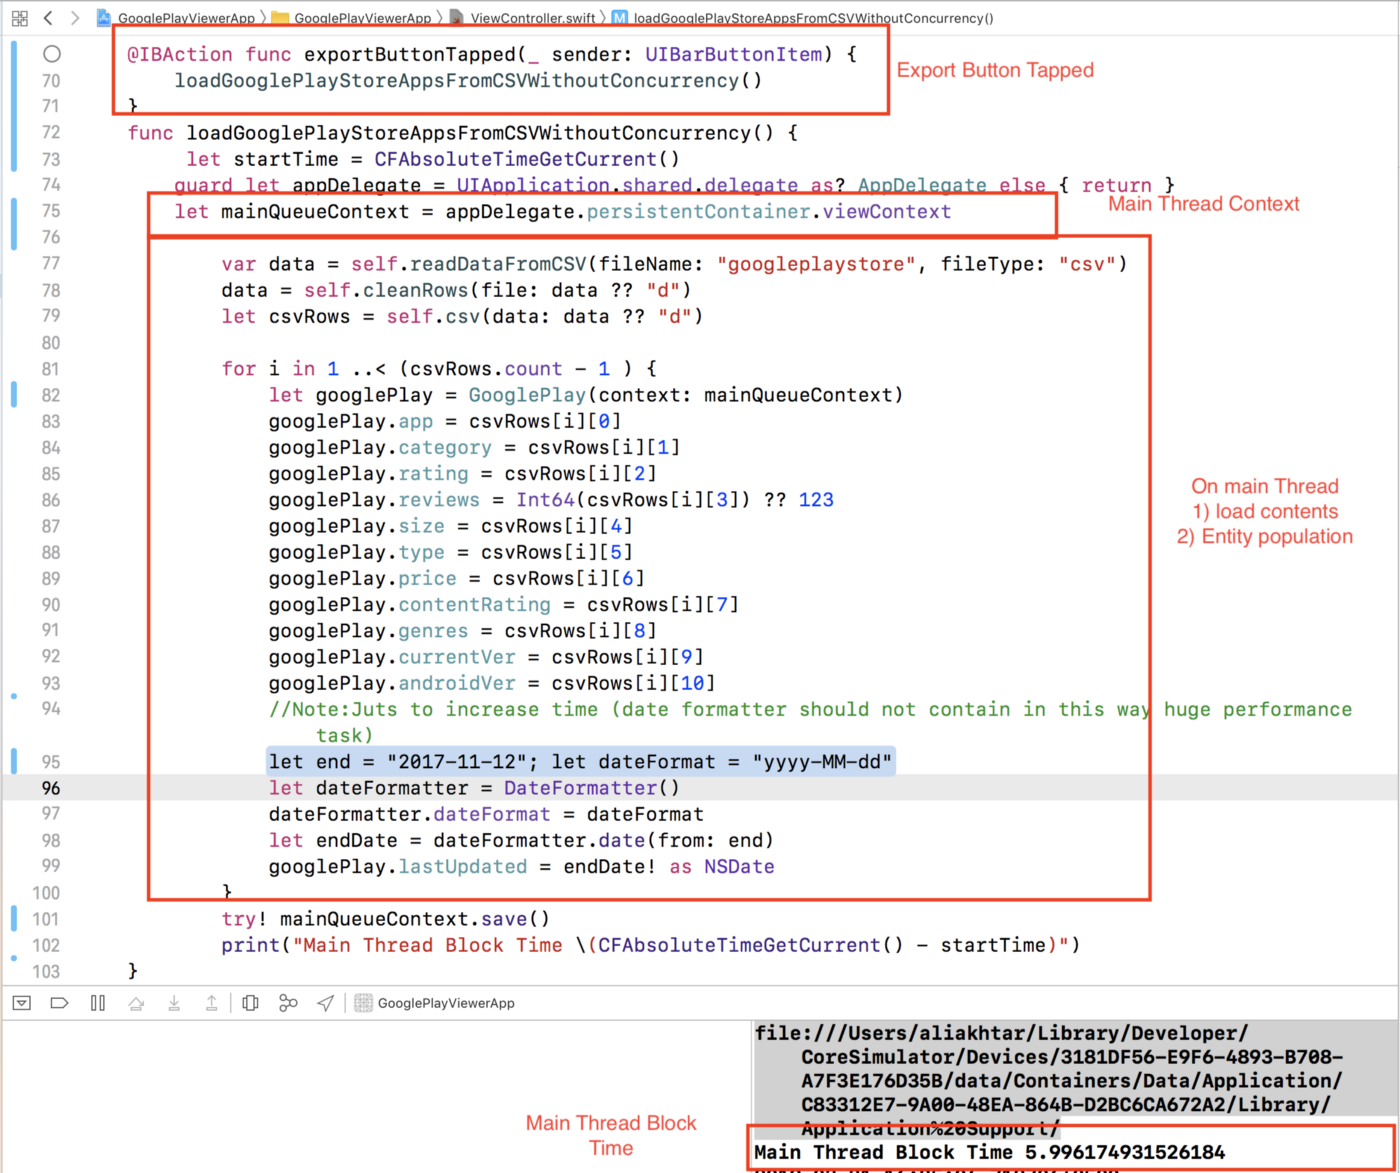 GooglePlayViewerApp 〉 GooglePlayViewerApp 〉 ViewController.swift 〉 M loadGooglePlayStoreAppsFromCSVWithoutConcurrency()
@IBAction func exportButtonTapped(_ sender: UIBarButtonItem) {
Export Button Tapped
70 loadGooglePlayStoreAppsFromCSVWithoutConcurrency()
71 }
72 func loadGooglePlayStoreAppsFromCSVWithoutConcurrency() {
73 let startTime = CFAbsoluteTimeGetCurrent()
74 guard let appDelegate = UIApplication.shared.delegate as? AppDelegate else { return }
75 let mainQueueContext = appDelegate.persistentContainer.viewContext
Main Thread Context
76
77 var data = self.readDataFromCSV(fileName: "googleplaystore", fileType: "csv")
78 data = self.cleanRows(file: data ?? "d")
79 let csvRows = self.csv(data: data ?? "d")
80
81 for i in 1 ..< (csvRows.count - 1 ) {
82 let googlePlay = GooglePlay(context: mainQueueContext)
83 googlePlay.app = csvRows[i][0]
84 googlePlay.category = csvRows[i][1]
85 googlePlay.rating = csvRows[i][2]
86 googlePlay.reviews = Int64(csvRows[i][3]) ?? 123
87 googlePlay.size = csvRows[i][4]
88 googlePlay.type = csvRows[i][5]
89 googlePlay.price = csvRows[i][6]
90 googlePlay.contentRating = csvRows[i][7]
91 googlePlay.genres = csvRows[i][8]
92 googlePlay.currentVer = csvRows[i][9]
93 googlePlay.androidVer = csvRows[i][10]
On main Thread
1) load contents
2) Entity population
94 //Note:Juts to increase time (date formatter should not contain in this way huge performance
task)
95 let end = "2017-11-12"; let dateFormat = "yyyy-MM-dd"
96 let dateFormatter = DateFormatter()
97 dateFormatter.dateFormat = dateFormat
98 let endDate = dateFormatter.date(from: end)
99 googlePlay.lastUpdated = endDate! as NSDate
100 }
101 try! mainQueueContext.save()
102 print("Main Thread Block Time \(CFAbsoluteTimeGetCurrent() - startTime)")
103 }
GooglePlayViewerApp
file:///Users/aliakhtar/Library/Developer/
CoreSimulator/Devices/3181DF56-E9F6-4893-B708-
A7F3E176D35B/data/Containers/Data/Application/
C83312E7-9A00-48EA-864B-D2BC6CA672A2/Library/
Application%20Support/
Main Thread Block
Time
Main Thread Block Time 5.996174931526184